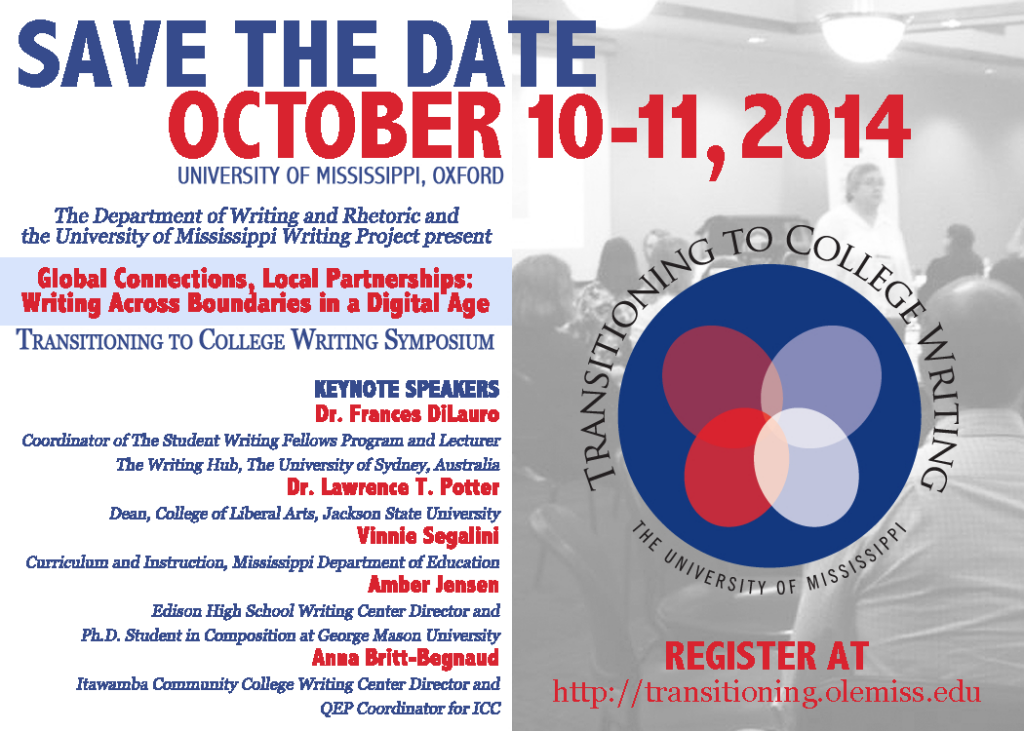 SAVE THE DATE
OCTOBER 10-11, 2014
UNIVERSITY OF MISSISSIPPI, OXFORD
The Department of Writing and Rhetoric and
the University of Mississippi Writing Project present
Global Connections, Local Partnerships:
Writing Across Boundaries in a Digital Age
TRANSITIONING TO COLLEGE WRITING SYMPOSIUM
KEYNOTE SPEAKERS
Dr. Frances DiLauro
Coordinator of The Student Writing Fellows Program and Lecturer
The Writing Hub, The University of Sydney, Australia
Dr. Lawrence T. Potter
Dean, College of Liberal Arts, Jackson State University
Vinnie Segalini
Curriculum and Instruction, Mississippi Department of Education
Amber Jensen
Edison High School Writing Center Director and
Ph.D. Student in Composition at George Mason University
Anna Britt-Begnaud
Itawamba Community College Writing Center Director and
QEP Coordinator for ICC
TRANSITIONING TO COLLEGE WRITING
THE UNIVERSITY OF MISSISSIPPI
REGISTER AT
http://transitioning.olemiss.edu